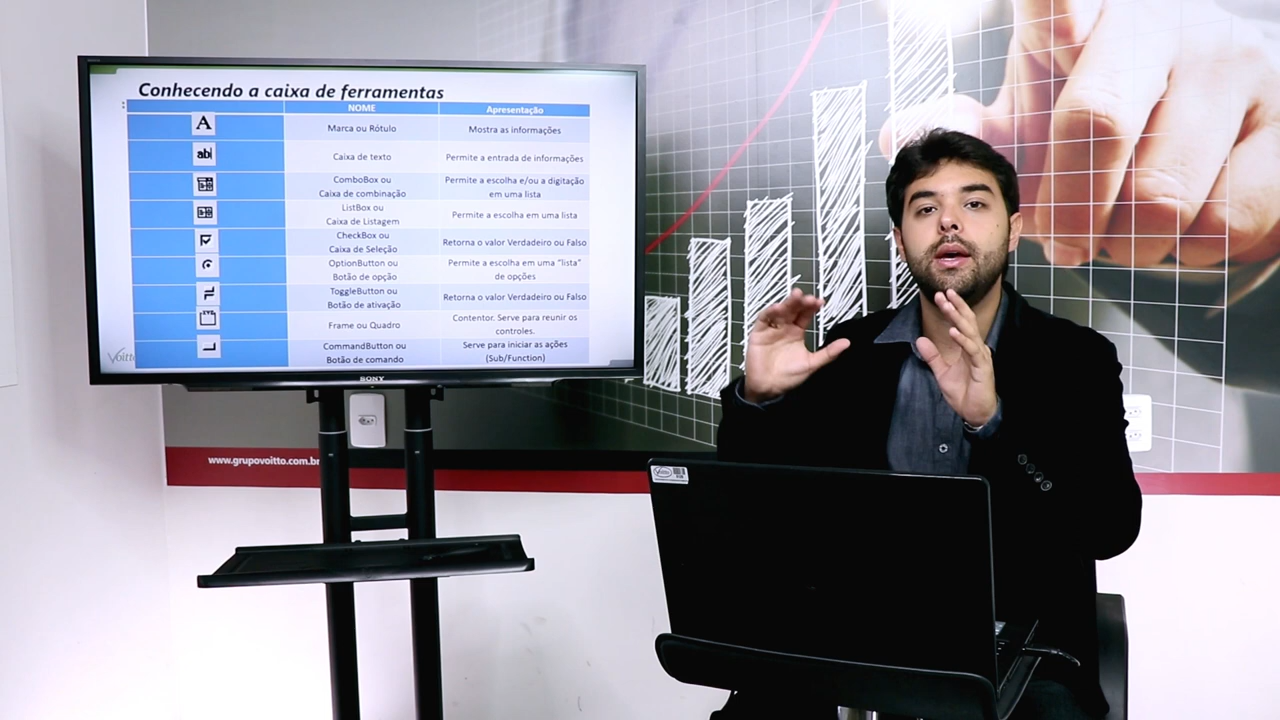 Conhecendo a caixa de ferramentas
NOME
Apresentação
A
Marca ou Rótulo
Mostra as informações
ab|
Caixa de texto
Permite a entrada de informações
ComboBox ou
Caixa de combinação
Permite a escolha e/ou a digitação
em uma lista
ListBox ou
Caixa de Listagem
Permite a escolha em uma lista
CheckBox ou
Caixa de Seleção
Retorna o valor Verdadeiro ou Falso
OptionButton ou
Botão de opção
Permite a escolha em uma "lista"
de opções
ToggleButton ou
Botão de ativação
Retorna o valor Verdadeiro ou Falso
Frame ou Quadro
Contentor. Serve para reunir os
controles.
CommandButton ou
Botão de comando
Serve para iniciar as ações
(Sub/Function)
Voitto
SONY
www.grupovoitto.com.br
Voitto